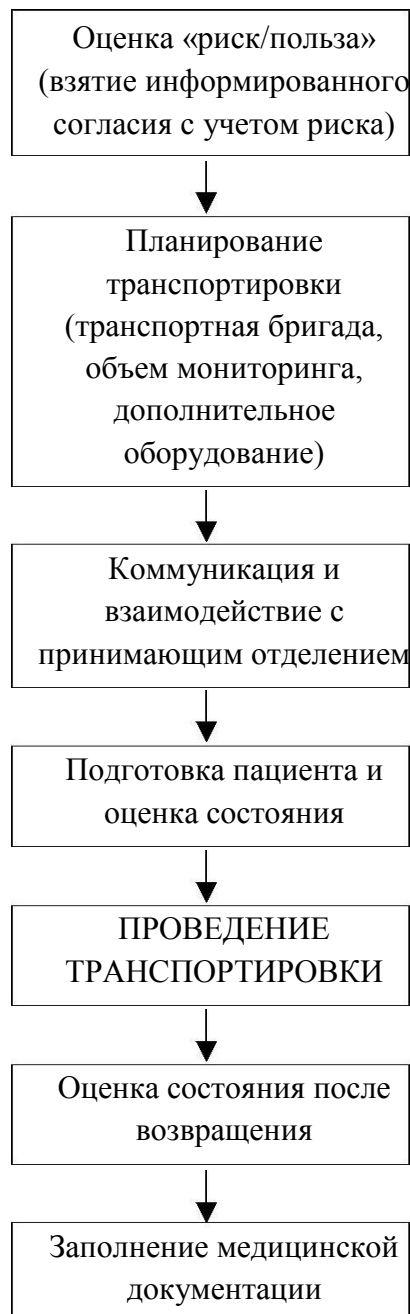 Оценка «риск/польза»
(взятие информированного
согласия с учетом риска)
Планирование
транспортировки
(транспортная бригада,
объем мониторинга,
дополнительное
оборудование)
Коммуникация и
взаимодействие с
принимающим отделением
Подготовка пациента и
оценка состояния
ПРОВЕДЕНИЕ
ТРАНСПОРТИРОВКИ
Оценка состояния после
возвращения
Заполнение медицинской
документации